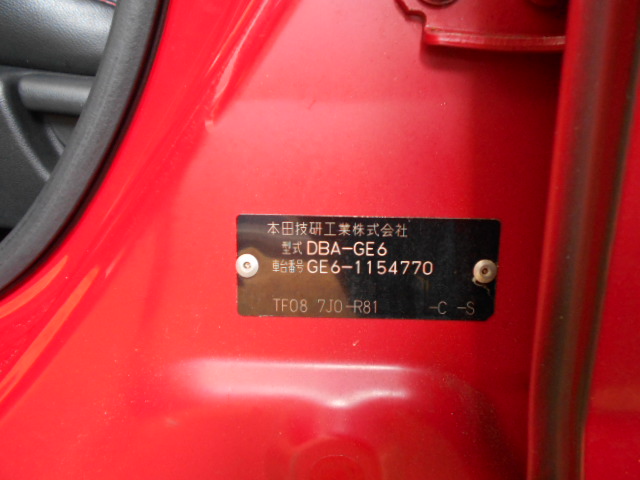 本田技研工業株式会社
型式 DBA-GE6
車台番号 GE6-1154770
TF08 7J0-R81 -C -S